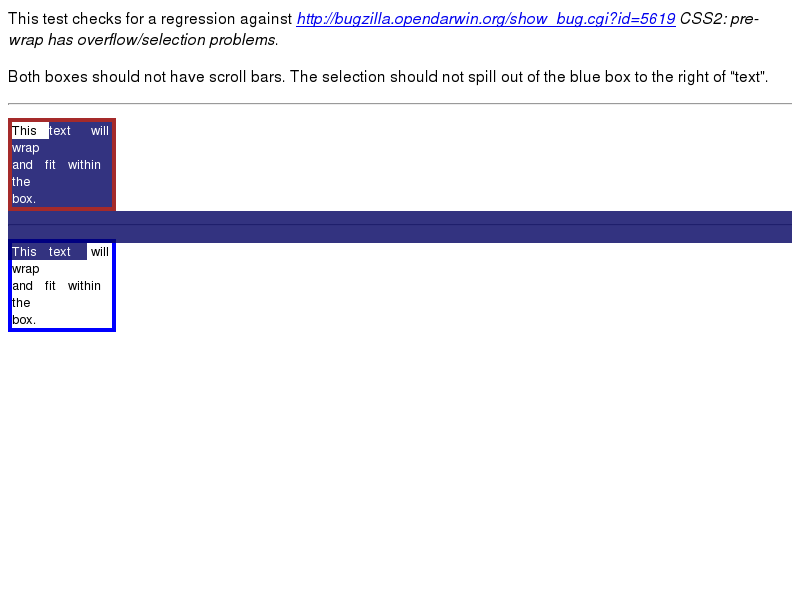 This test checks for a regression against http://bugzilla.opendarwin.org/show_bug.cgi?id=5619 CSS2: pre-
wrap has overflow/selection problems.
Both boxes should not have scroll bars. The selection should not spill out of the blue box to the right of "text".
This text will
wrap
and fit within
the
box.
This text will
wrap
and fit within
the
box.